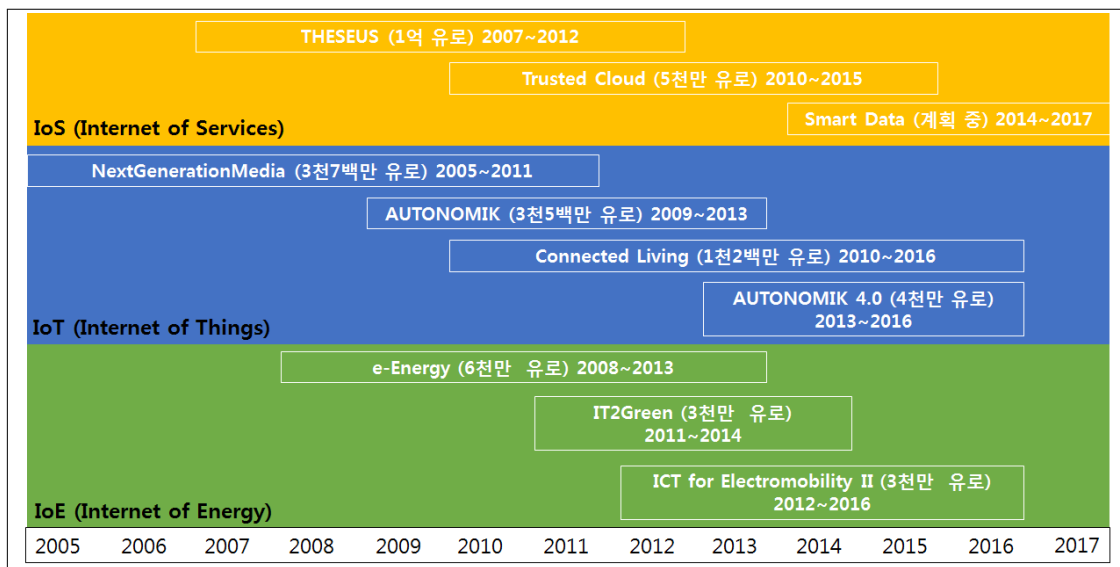 THESEUS (1억 유로) 2007~2012
Trusted Cloud (5천만 유로) 2010~2015
Smart Data (계획 중) 2014~2017
IoS (Internet of Services)
NextGenerationMedia (3천7백만 유로) 2005~2011
AUTONOMIK (3천5백만 유로) 2009~2013
Connected Living (1천2백만 유로) 2010~2016
AUTONOMIK 4.0 (4천만 유로)
2013~2016
IoT (Internet of Things)
e-Energy (6천만 유로) 2008~2013
IT2Green (3천만 유로)
2011~2014
ICT for Electromobility II (3천만 유로)
2012~2016
IoE (Internet of Energy)
2005 2006 2007 2008 2009 2010 2011 2012 2013 2014 2015 2016 2017